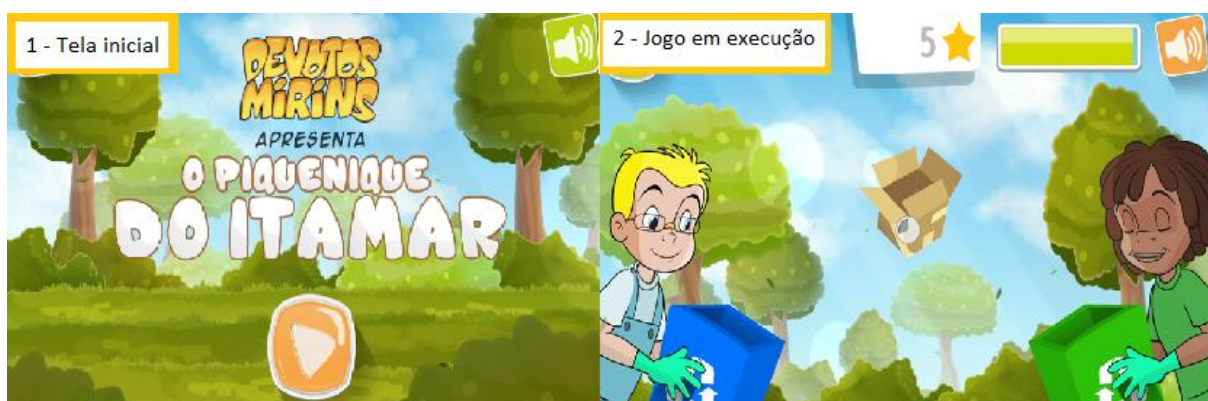 1 - Tela inicial
DEVOTOS
MIRINS
APRESENTA
O PIQUENIQUE
DO ITAMAR
2 - Jogo em execução
5